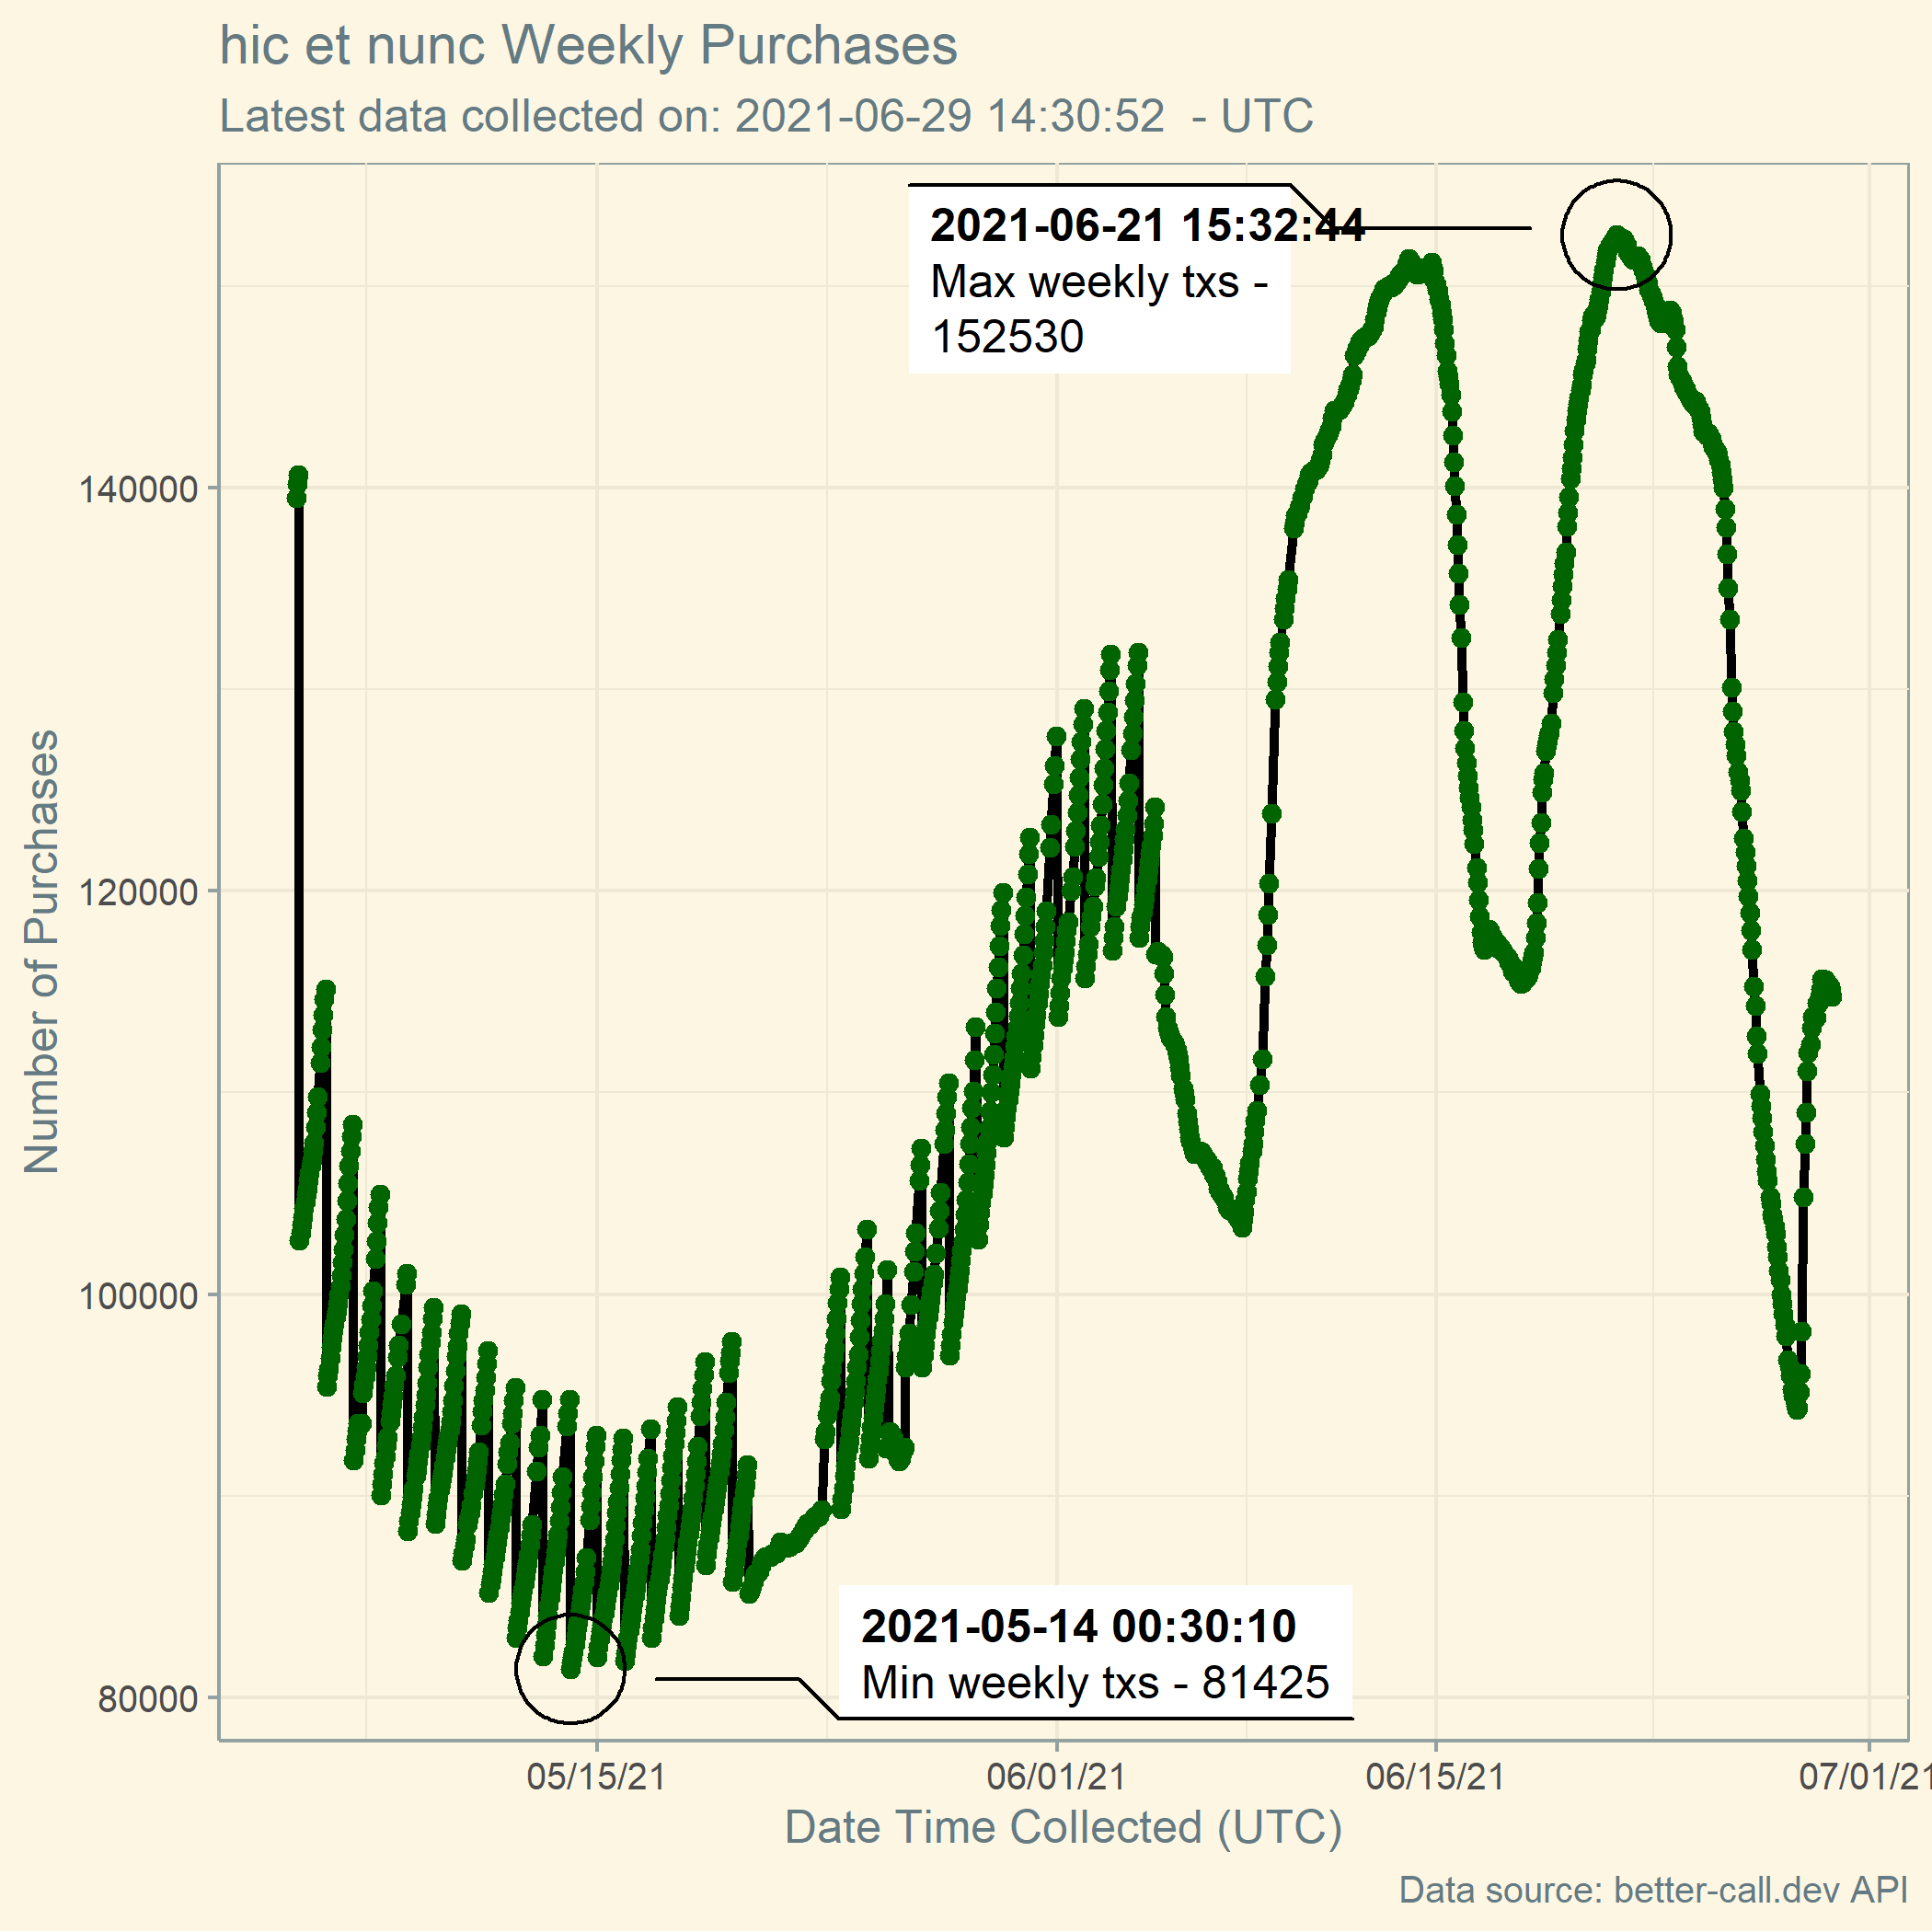 hic et nunc Weekly Purchases
Latest data collected on: 2021-06-29 14:30:52  - UTC
2021-06-21 15:32:44
Max weekly txs -
152530
140000
120000
100000
80000
Number of Purchases
2021-05-14 00:30:10
Min weekly txs - 81425
05/15/21 06/01/21 06/15/21 07/01/21
Date Time Collected (UTC)
Data source: better-call.dev API